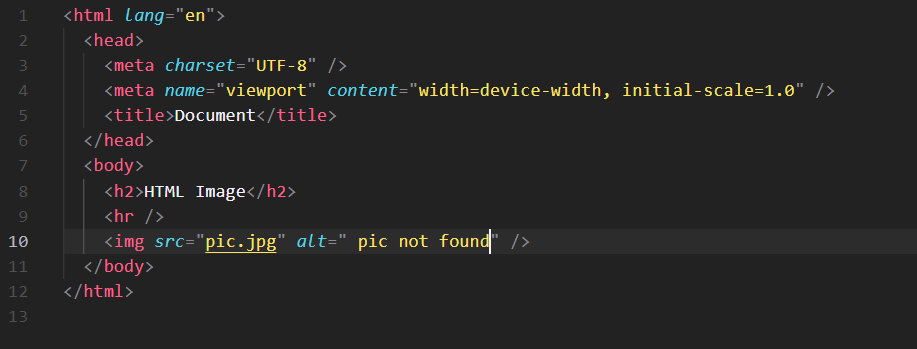 1 <html lang="en">
2 <head>
3 <meta charset="UTF-8" />
4 <meta name="viewport" content="width=device-width, initial-scale=1.0" />
5 <title>Document</title>
6 </head>
7 <body>
8 <h2>HTML Image</h2>
9 <hr />
10 <img src="pic.jpg" alt=" pic not found" />
11 </body>
12 </html>
13